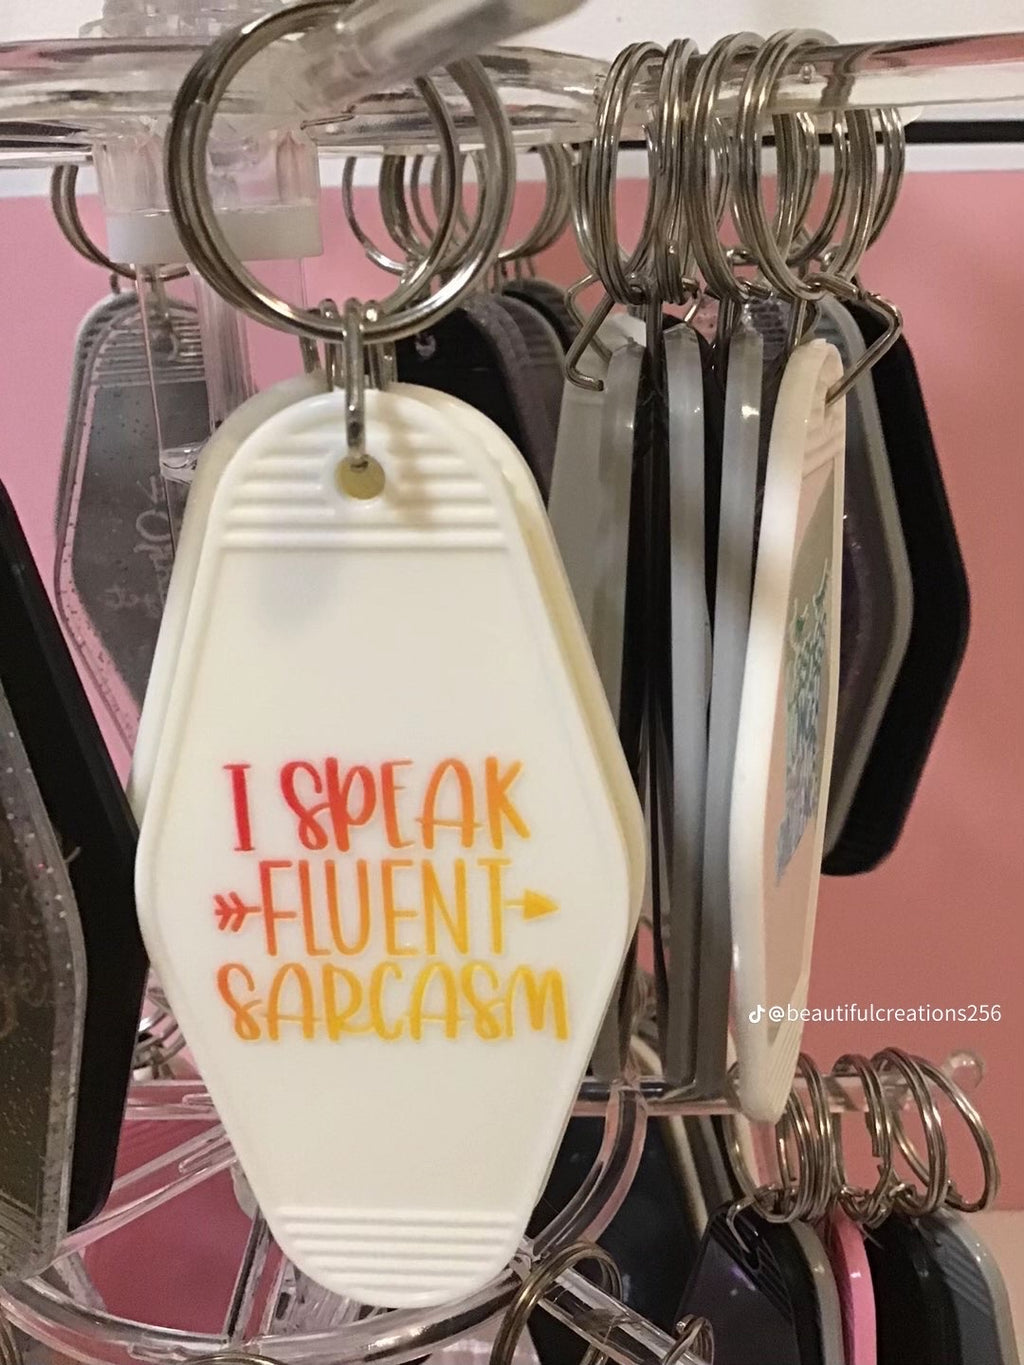 I SPEAK
FLUENT
SARCASM
@beautifulcreations256